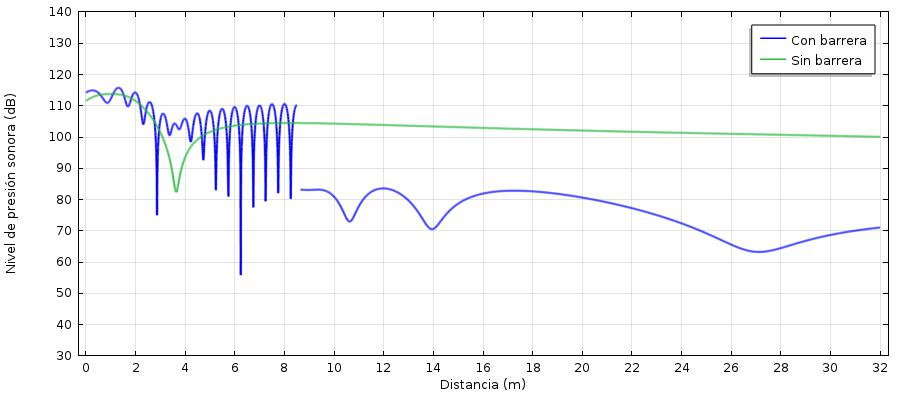 140
130
120
110
100
90
80
70
60
50
40
30
Nivel de presión sonora (dB)
Con barrera
Sin barrera
0 2 4 6 8 10 12 14 16 18 20 22 24 26 28 30 32
Distancia (m)